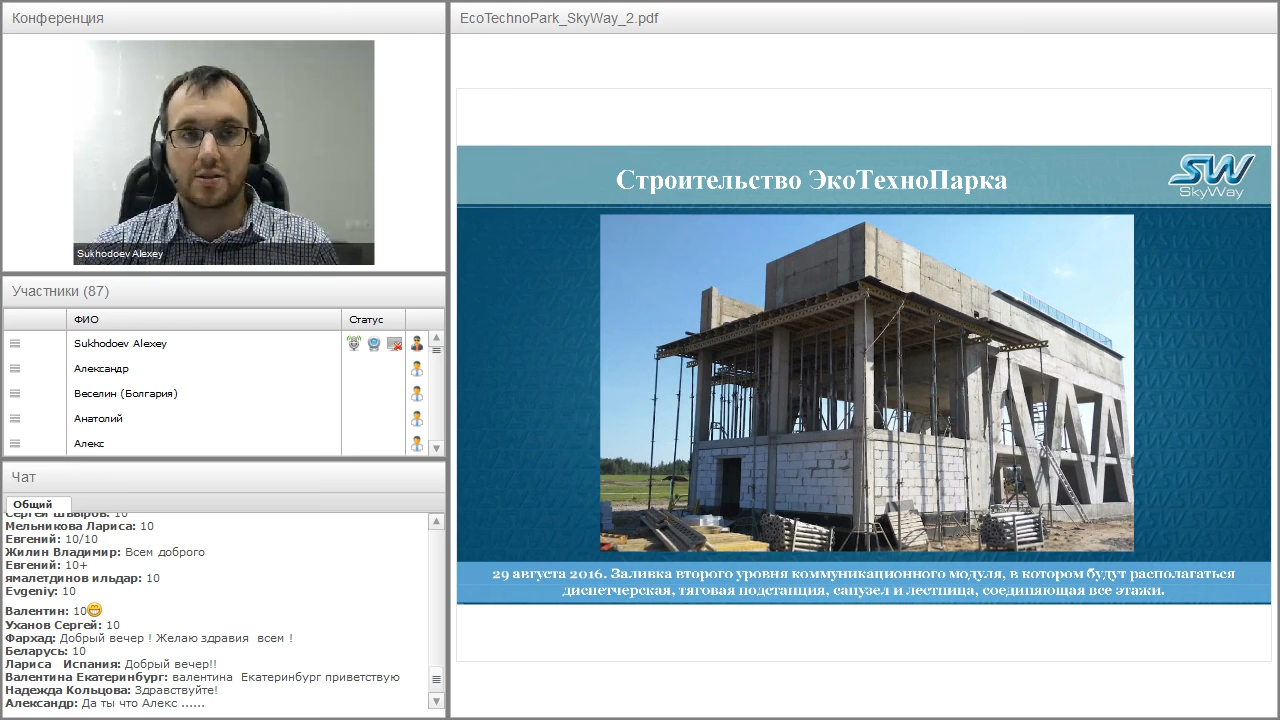 Конференция
Sukhodoev Alexey
Участники (87)
ФИО
Статус
Sukhodoev Alexey
Александр
Веселин (Болгария)
Анатолий
Алекс
Чат
Общий
Сергей Швыров: 10
Мельникова Лариса: 10
Евгений: 10/10
Жилин Владимир: Всем доброго
Евгений: 10+
ямалетдинов ильдар: 10
Evgeniy: 10
Валентин: 10
Уханов Сергей: 10
Фархад: Добрый вечер ! Желаю здравия всем !
Беларусь: 10
Лариса Испания: Добрый вечер!!
Валентина Екатеринбург: валентина Екатеринбург приветствую
Надежда Кольцова: Здравствуйте!
Александр: Да ты что Алекс ......
EcoTechnoPark_SkyWay_2.pdf
Строительство ЭкоТехноПарка
SW
SkyWay
29 августа 2016. Заливка второго уровня коммуникационного модуля, в котором будут располагаться
диспетчерская, тяговая подстанция, санузел и лестница, соединяющая все этажи.